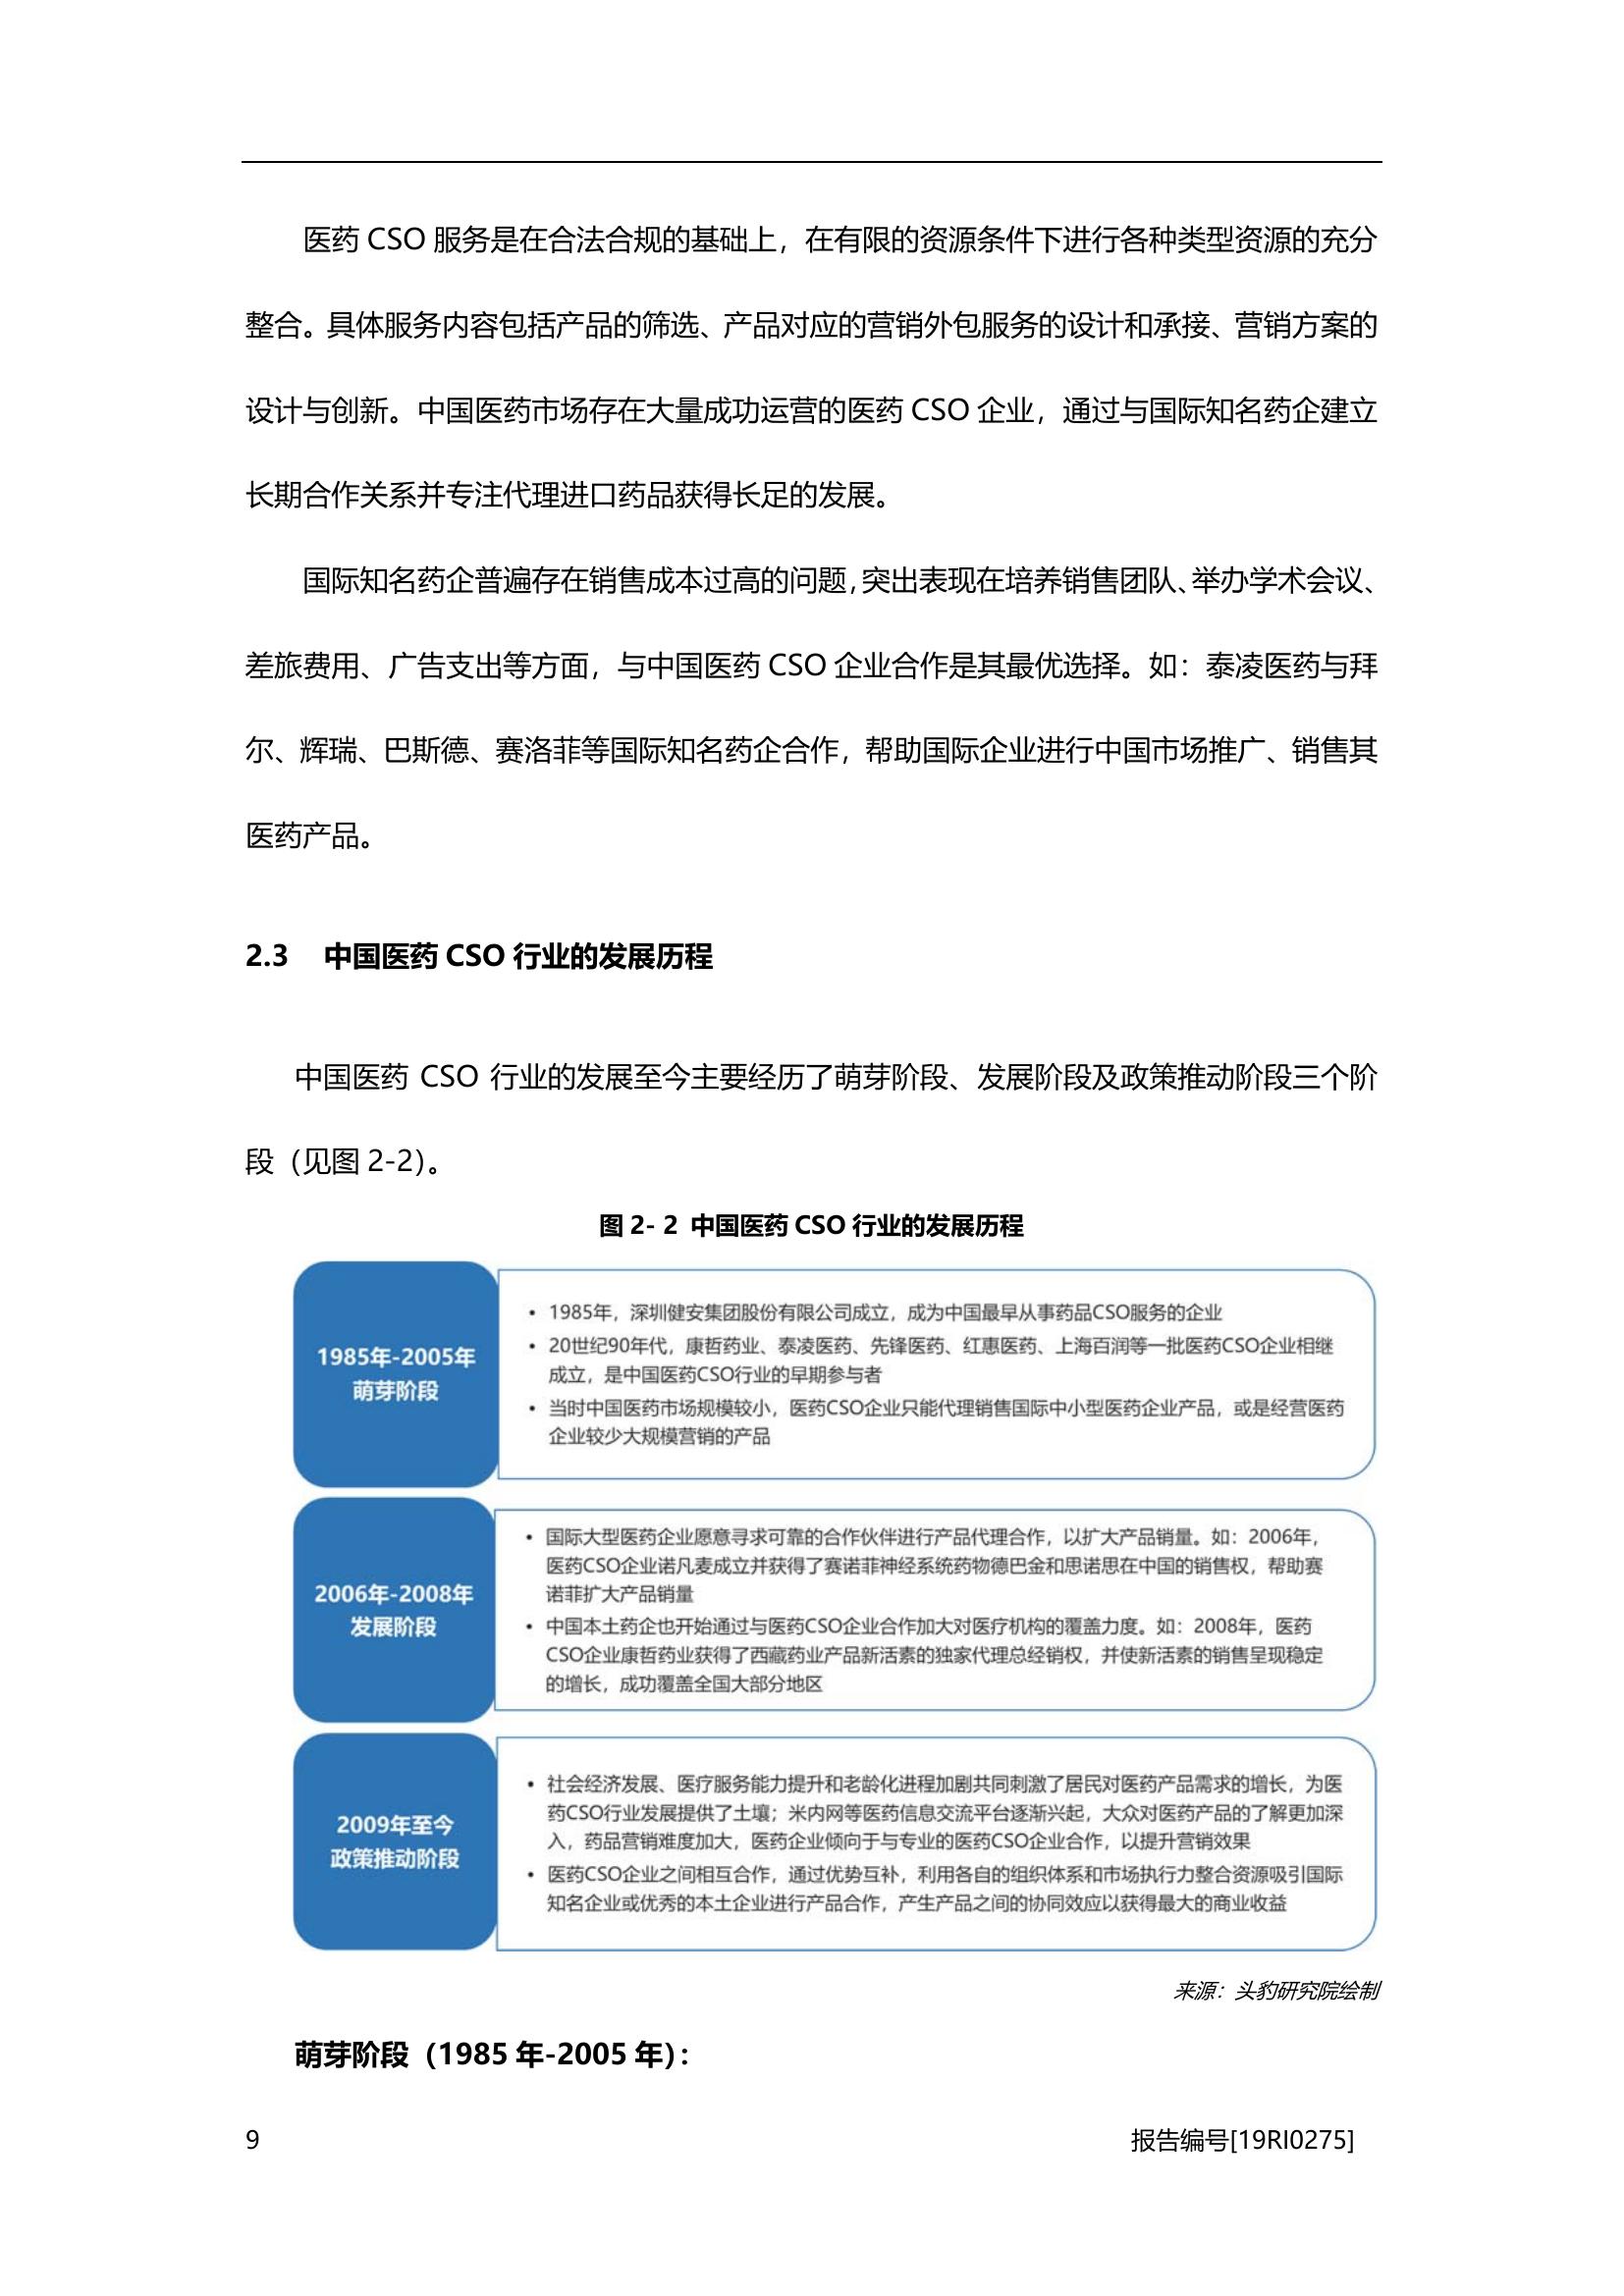 医药 CSO 服务是在合法合规的基础上，在有限的资源条件下进行各种类型资源的充分
整合。具体服务内容包括产品的筛选、产品对应的营销外包服务的设计和承接、营销方案的
设计与创新。中国医药市场存在大量成功运营的医药 CSO 企业，通过与国际知名药企建立
长期合作关系并专注代理进口药品获得长足的发展。
国际知名药企普遍存在销售成本过高的问题，突出表现在培养销售团队、举办学术会议、
差旅费用、广告支出等方面，与中国医药 CSO 企业合作是其最优选择。如：泰凌医药与拜
尔、辉瑞、巴斯德、赛洛菲等国际知名药企合作，帮助国际企业进行中国市场推广、销售其
医药产品。
2.3 中国医药 CSO 行业的发展历程
中国医药 CSO 行业的发展至今主要经历了萌芽阶段、发展阶段及政策推动阶段三个阶
段（见图 2-2）。
图 2- 2 中国医药 CSO 行业的发展历程
1985年-2005年
萌芽阶段
• 1985年，深圳健安集团股份有限公司成立，成为中国最早从事药品CSO服务的企业
• 20世纪90年代，康哲药业、泰凌医药、先锋医药、红惠医药、上海百润等一批医药CSO企业相继
成立，是中国医药CSO行业的早期参与者
• 当时中国医药市场规模较小，医药CSO企业只能代理销售国际中小型医药企业产品，或是经营医药
企业较少大规模营销的产品
2006年-2008年
发展阶段
• 国际大型医药企业愿意寻求可靠的合作伙伴进行产品代理合作，以扩大产品销量。如：2006年，
医药CSO企业诺凡麦成立并获得了赛诺菲神经系统药物德巴金和思诺思在中国的销售权，帮助赛
诺菲扩大产品销量
• 中国本土药企也开始通过与医药CSO企业合作加大对医疗机构的覆盖力度。如：2008年，医药
CSO企业康哲药业获得了西藏药业产品新活素的独家代理总经销权，并使新活素的销售呈现稳定
的增长，成功覆盖全国大部分地区
2009年至今
政策推动阶段
• 社会经济发展、医疗服务能力提升和老龄化进程加剧共同刺激了居民对医药产品需求的增长，为医
药CSO行业发展提供了土壤；米内网等医药信息交流平台逐渐兴起，大众对医药产品的了解更加深
入，药品营销难度加大，医药企业倾向于与专业的医药CSO企业合作，以提升营销效果
• 医药CSO企业之间相互合作，通过优势互补，利用各自的组织体系和市场执行力整合资源吸引国际
知名企业或优秀的本土企业进行产品合作，产生产品之间的协同效应以获得最大的商业收益
来源：头豹研究院绘制
萌芽阶段（1985 年-2005 年）：
9 报告编号[19RI0275]